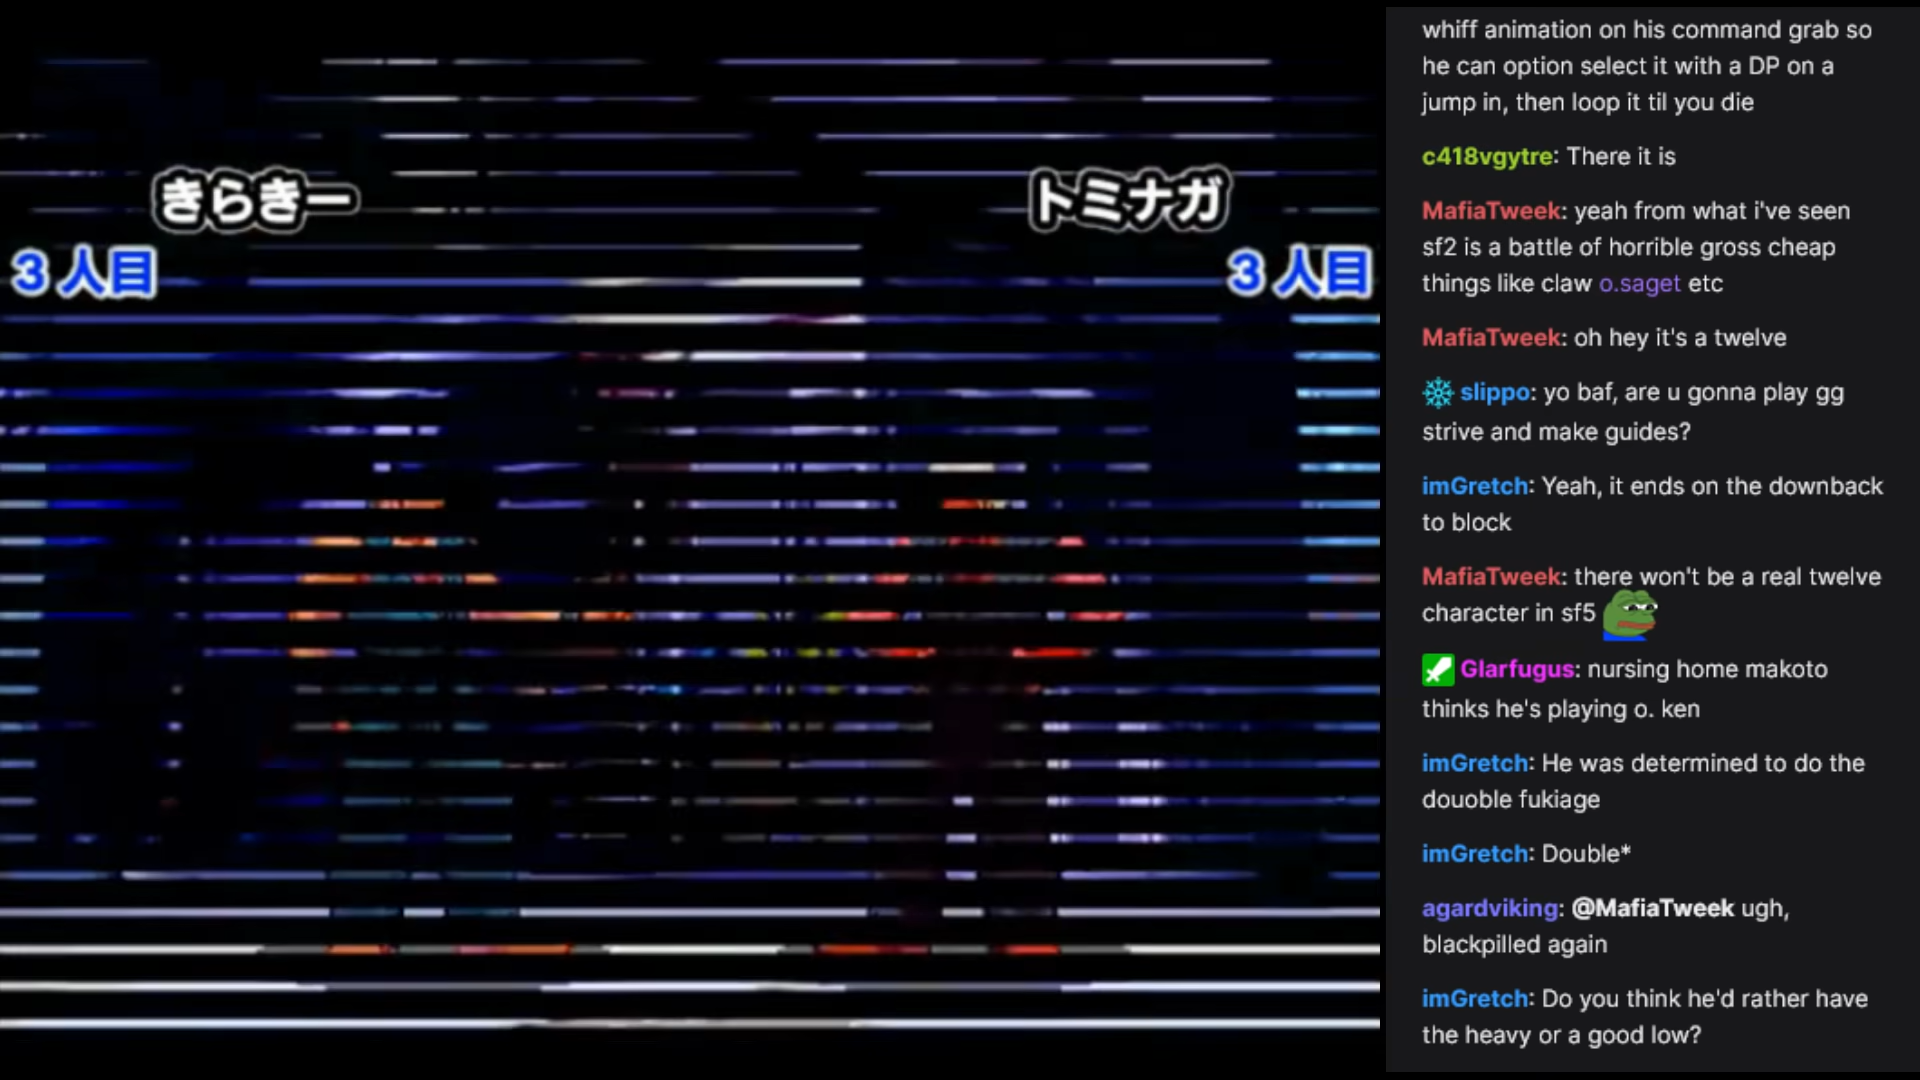 きらきー
トミナガ
3人目
3人目
whiff animation on his command grab so
he can option select it with a DP on a
jump in, then loop it til you die
c418vgytre: There it is
MafiaTweek: yeah from what i've seen
sf2 is a battle of horrible gross cheap
things like claw o.saget etc
MafiaTweek: oh hey it's a twelve
slippo: yo baf, are u gonna play gg
strive and make guides?
imGretch: Yeah, it ends on the downback
to block
MafiaTweek: there won't be a real twelve
character in sf5
Glarfugus: nursing home makoto
thinks he's playing o. ken
imGretch: He was determined to do the
douoble fukiage
imGretch: Double*
agardviking: @MafiaTweek ugh,
blackpilled again
imGretch: Do you think he'd rather have
the heavy or a good low?